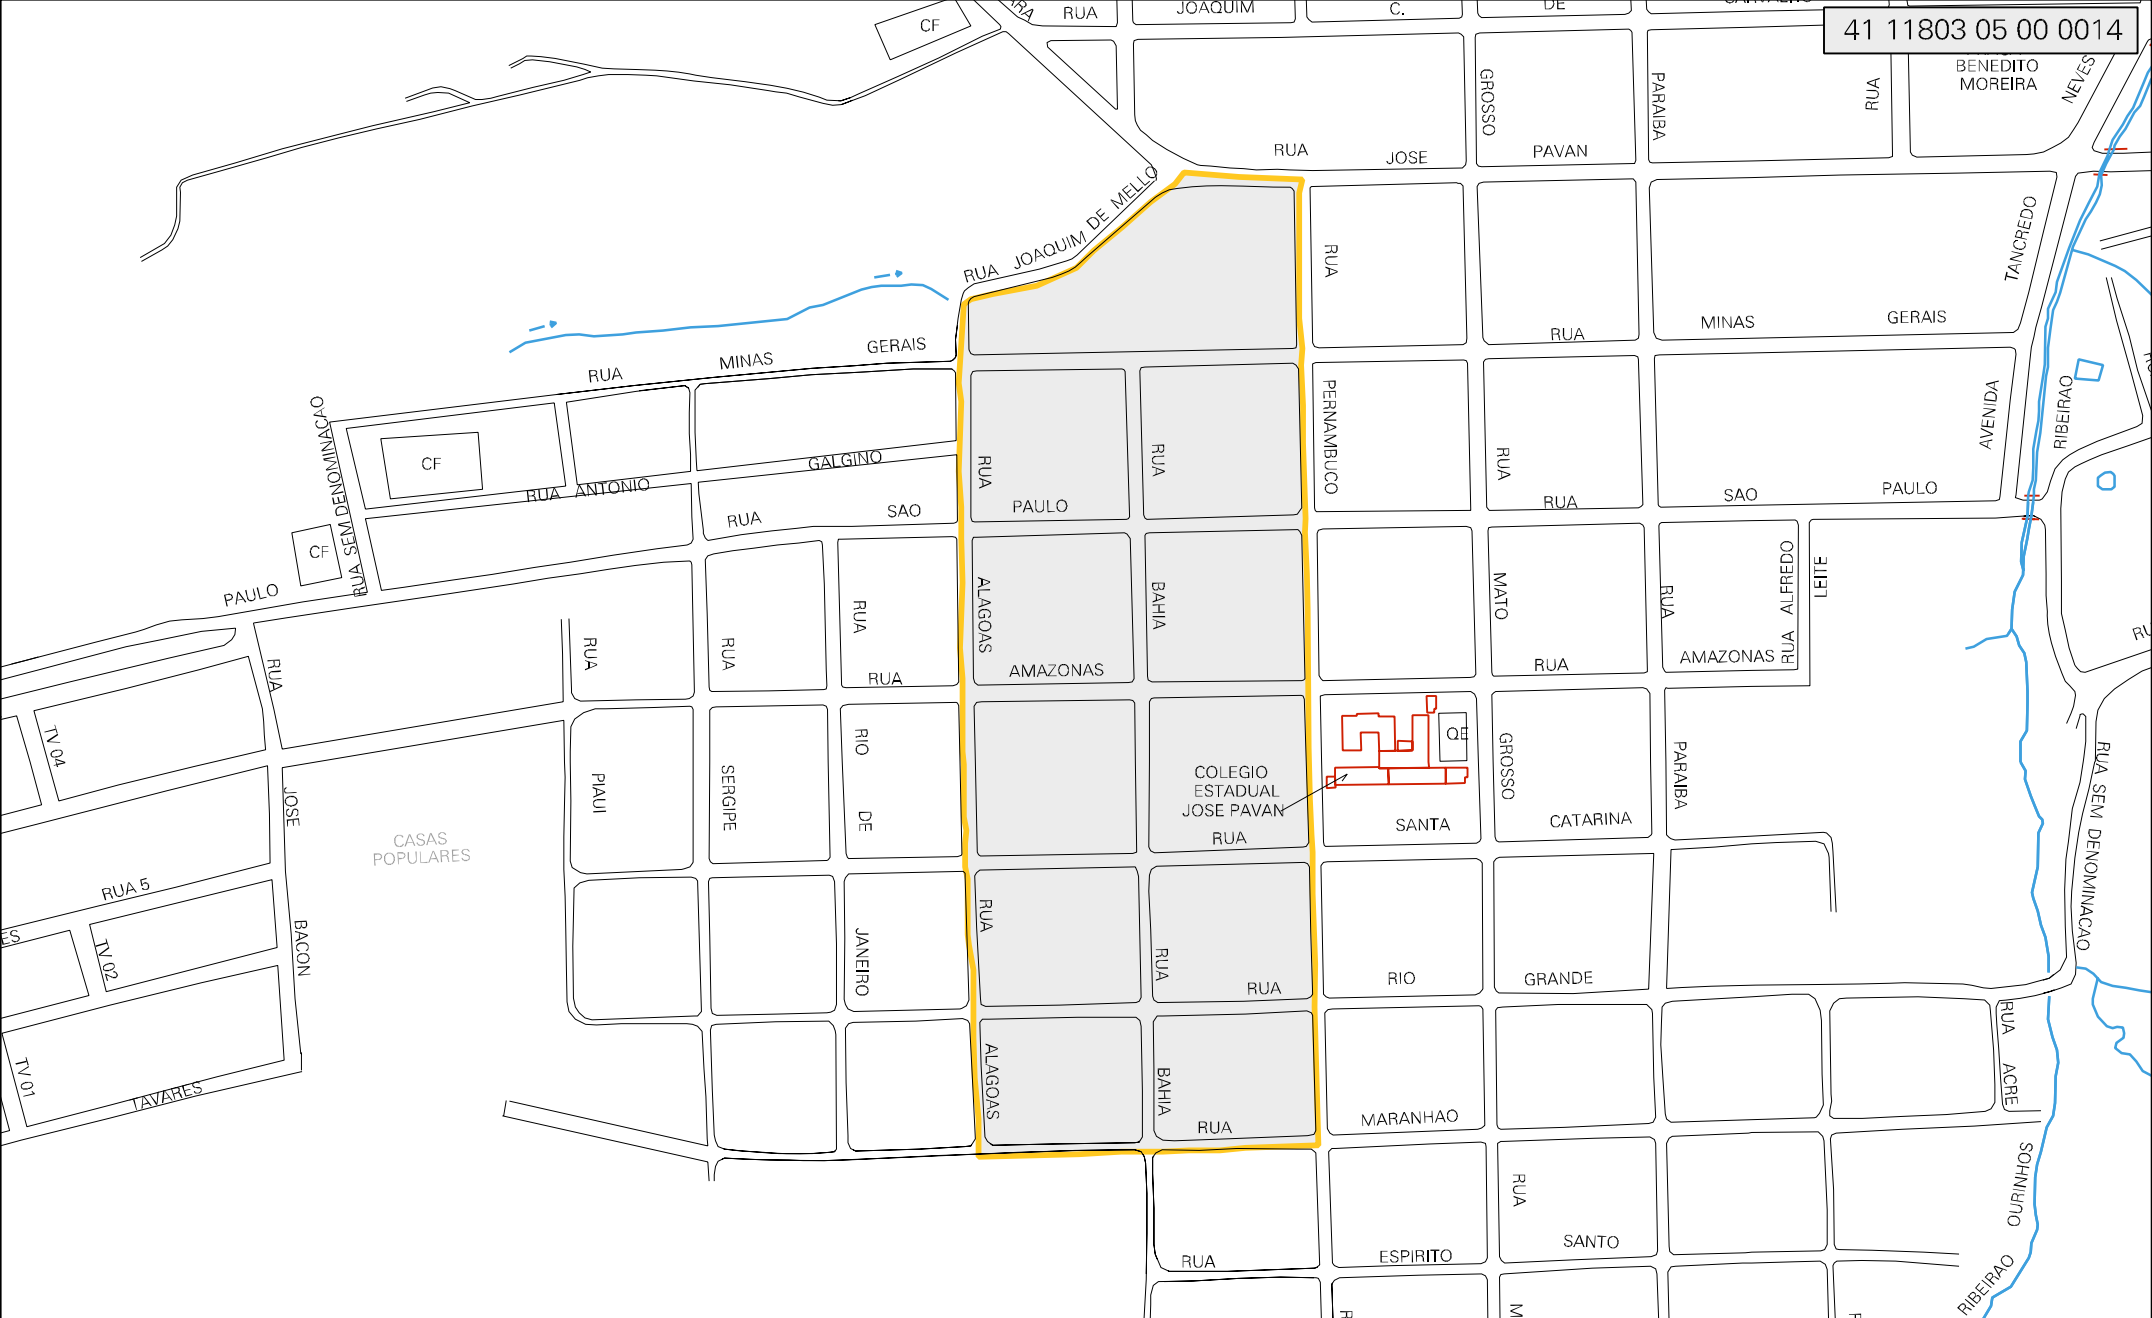 RUA
JOAQUIM
C.
DE
41 11803 05 00 0014
CF
BENEDITO
MOREIRA
NEVES
GROSSO
PARAIBA
RUA
RUA
JOSE
PAVAN
RUA
JOAQUIM
DE
MELLO
RUA
TANCREDO
RUA
MINAS
GERAIS
RUA
MINAS
GERAIS
PERNAMBUCO
AVENIDA
RIBEIRAO
RUA SEM DENOMINACAO
CF
RUA
ANTONIO
GALGINO
RUA
RUA
RUA
RUA
SAO
PAULO
RUA
SAO
PAULO
CF
PAULO
ALAGOAS
BAHIA
MATO
RUA
RUA
ALFREDO
LEITE
RUA
RUA
RUA
RUA
RUA
AMAZONAS
RUA
AMAZONAS
TV 04
RIO
DE
JANEIRO
QE
COLEGIO
ESTADUAL
JOSE PAVAN
GROSSO
PARAIBA
RUA SEM DENOMINACAO
JOSE
PIAUI
SERGIPE
RUA
SANTA
CATARINA
CASAS
POPULARES
RUA 5
ES
TV 02
BACON
RUA
RUA
RUA
RIO
GRANDE
RUA
ACRE
TV 01
TAVARES
ALAGOAS
BAHIA
RUA
MARANHAO
RUA
OURINHOS
RUA
ESPIRITO
SANTO
RIBEIRAO